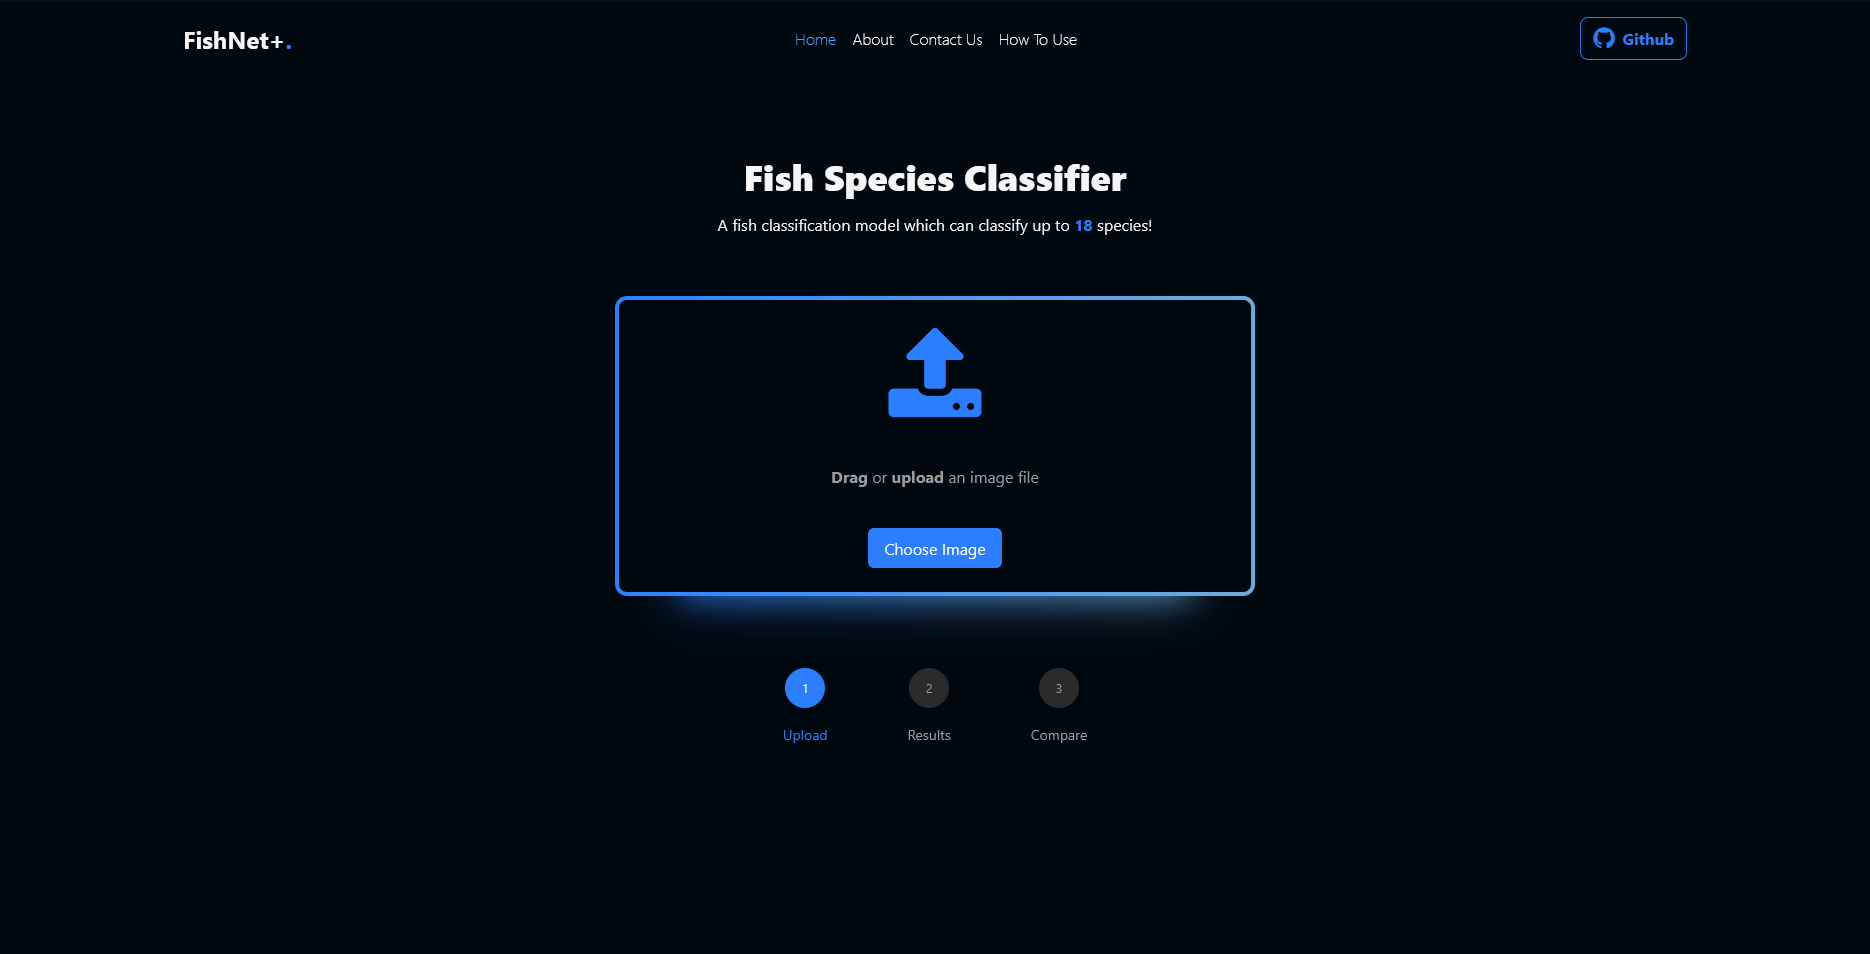 FishNet+.
Home About Contact Us How To Use
Github
Fish Species Classifier
A fish classification model which can classify up to 18 species!
Drag or upload an image file
Choose Image
1 2 3
Upload Results Compare